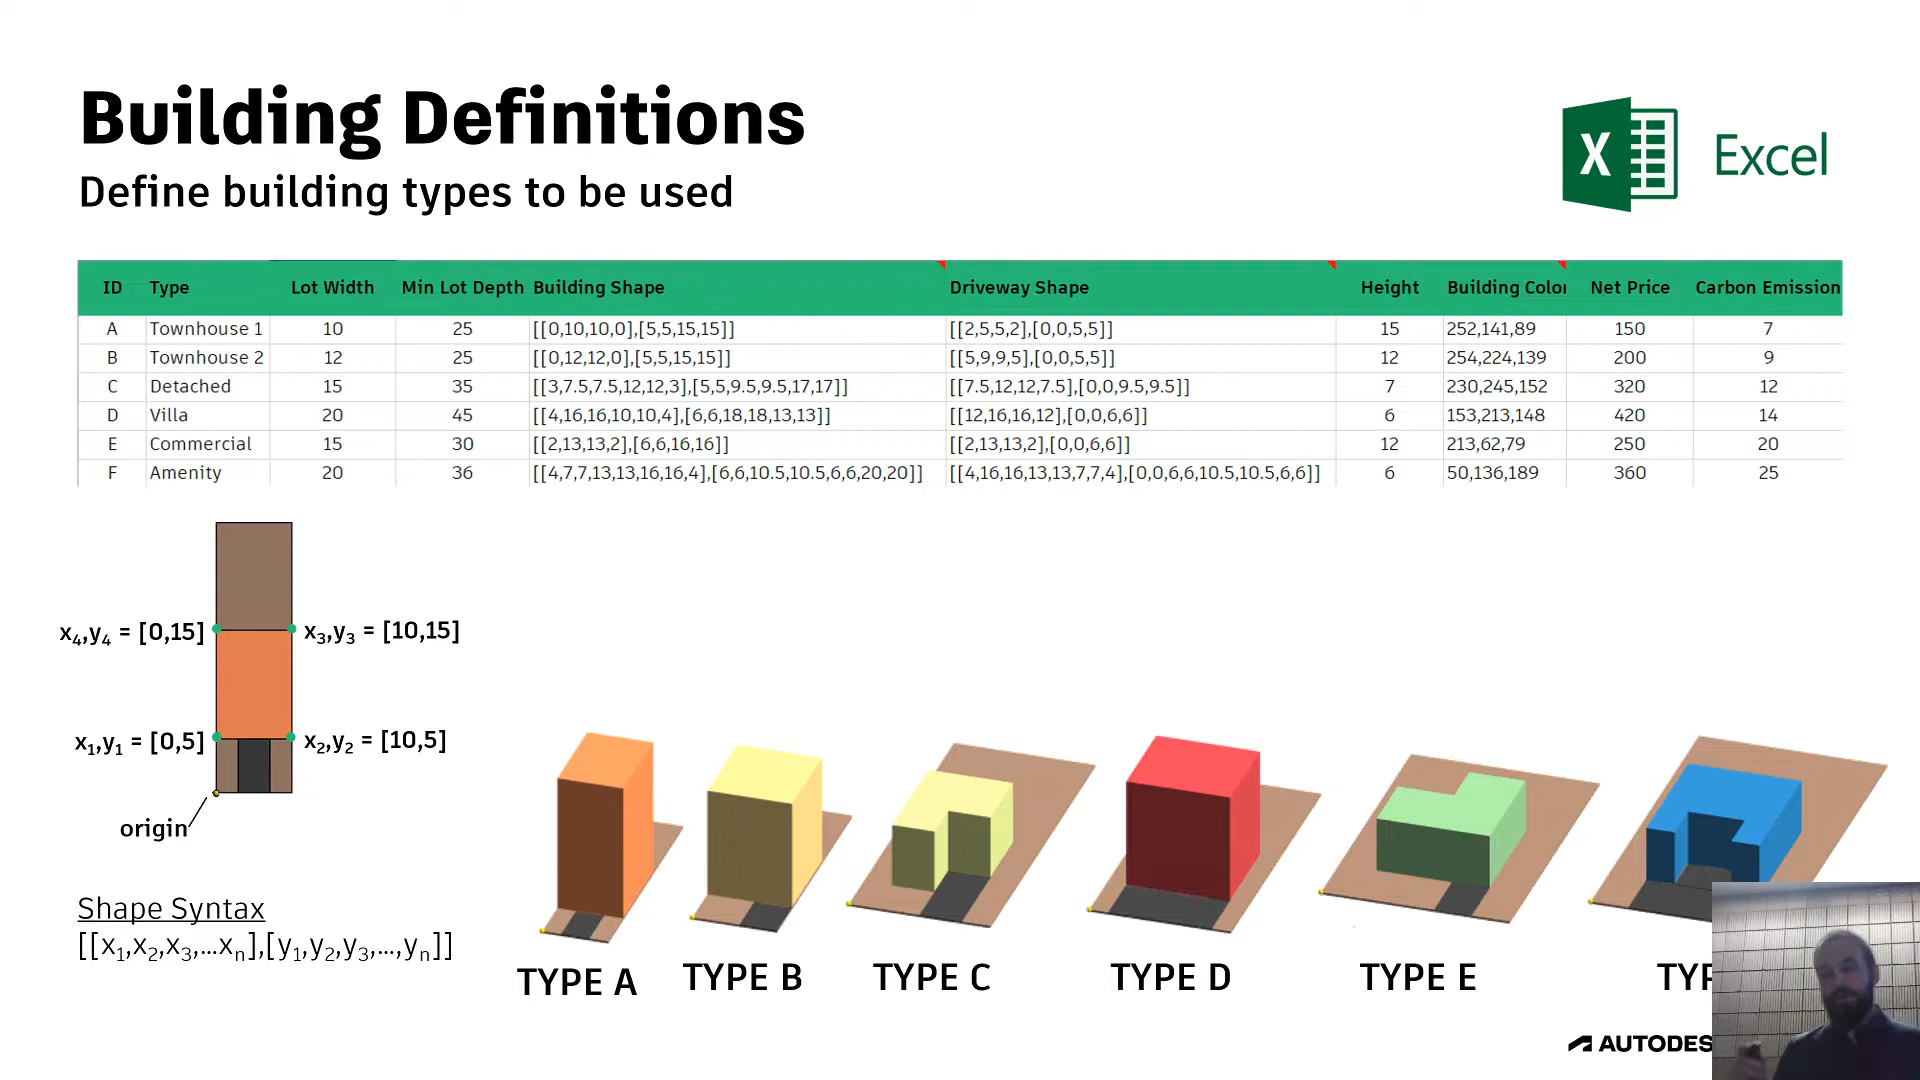 Building Definitions
Define building types to be used
X Excel
ID Type Lot Width Min Lot Depth Building Shape Driveway Shape Height Building Color Net Price Carbon Emission
A Townhouse 1 10 25 [[0,10,10,0],[5,5,15,15]] [[2,5,5,2],[0,0,5,5]] 15 252,141,89 150 7
B Townhouse 2 12 25 [[0,12,12,0],[5,5,15,15]] [[5,9,9,5],[0,0,5,5]] 12 254,224,139 200 9
C Detached 15 35 [[3,7.5,7.5,12,12,3],[5,5,9.5,9.5,17,17]] [[7.5,12,12,7.5],[0,0,9.5,9.5]] 7 230,245,152 320 12
D Villa 20 45 [[4,16,16,10,10,4],[6,6,18,18,13,13]] [[12,16,16,12],[0,0,6,6]] 6 153,213,148 420 14
E Commercial 15 30 [[2,13,13,2],[6,6,16,16]] [[2,13,13,2],[0,0,6,6]] 12 213,62,79 250 20
F Amenity 20 36 [[4,7,7,13,13,16,16,4],[6,6,10.5,10.5,6,6,20,20]] [[4,16,16,13,13,7,7,4],[0,0,6,6,10.5,10.5,6,6]] 6 50,136,189 360 25
x4,y4 = [0,15] x3,y3 = [10,15]
x1,y1 = [0,5] x2,y2 = [10,5]
origin
Shape Syntax
[[x1,x2,x3,...xn],[y1,y2,y3,...,yn]]
TYPE A TYPE B TYPE C TYPE D TYPE E TYP
AUTODES